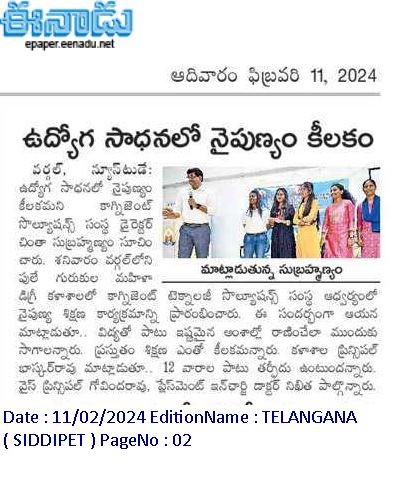 ఈనాడు
epaper.eenadu.net
ఆదివారం ఫిబ్రవరి 11, 2024
ఉద్యోగ సాధనలో నైపుణ్యం కీలకం
వర్గల్, న్యూస్‌టుడే:
ఉద్యోగ సాధనలో నైపుణ్యం
కీలకమని కాగ్నిజెంట్
సొల్యూషన్స్ సంస్థ డైరెక్టర్
చింతా సుబ్రహ్మణ్యం సూచిం
చారు. శనివారం వర్గల్‌లోని
పులే గురుకుల మహిళా
మాట్లాడుతున్న సుబ్రహ్మణ్యం
డిగ్రీ కళాశాలలో కాగ్నిజెంట్ టెక్నాలజీ సొల్యూషన్స్ సంస్థ ఆధ్వర్యంలో
నైపుణ్య శిక్షణ కార్యక్రమాన్ని ప్రారంభించారు. ఈ సందర్భంగా ఆయన
మాట్లాడుతూ.. విద్యతో పాటు ఇష్టమైన అంశాల్లో రాణించేలా ముందుకు
సాగాలన్నారు. ప్రస్తుతం శిక్షణ ఎంతో కీలకమన్నారు. కళాశాల ప్రిన్సిపల్
భాస్కర్‌రావు మాట్లాడుతూ.. 12 వారాల పాటు తర్ఫీదు ఉంటుందన్నారు.
వైస్ ప్రిన్సిపల్ గోవిందరావు, ప్లేస్‌మెంట్ ఇన్‌ఛార్జి డాక్టర్ నిఖిత పాల్గొన్నారు.
Date : 11/02/2024 EditionName : TELANGANA
( SIDDIPET ) PageNo : 02